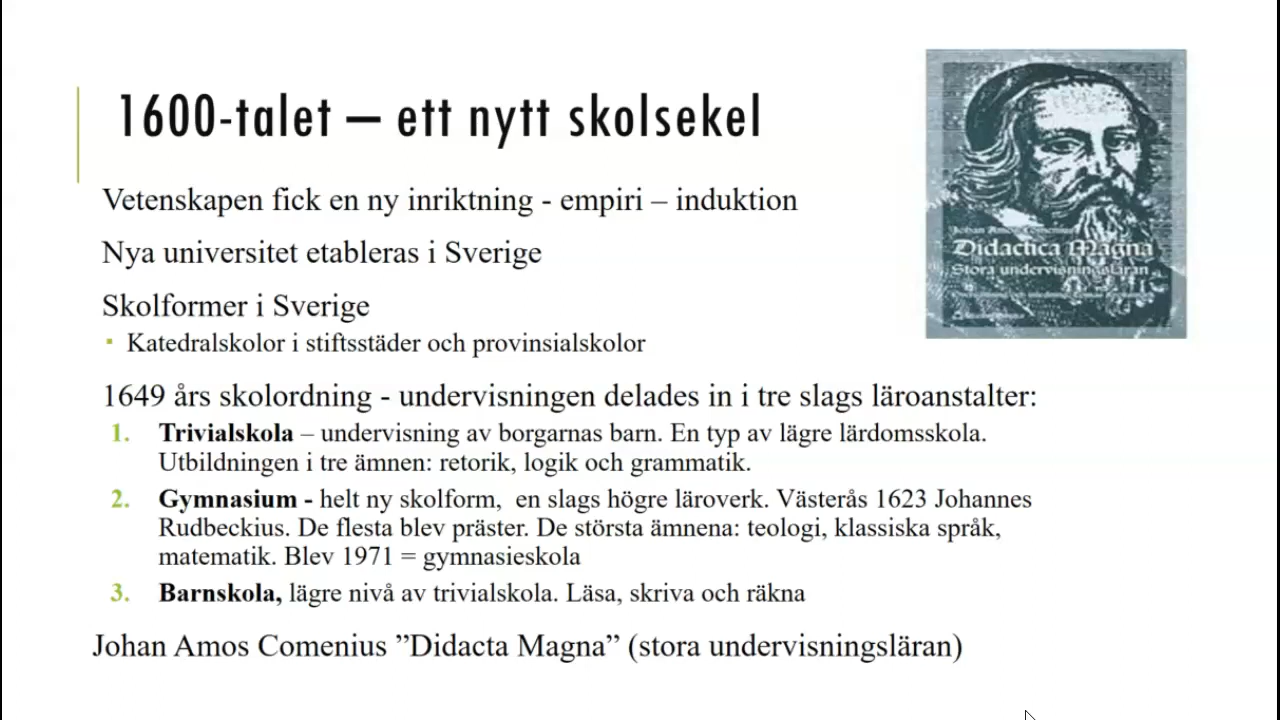 1600-talet – ett nytt skolsekel
Vetenskapen fick en ny inriktning - empiri – induktion
Nya universitet etableras i Sverige
Skolformer i Sverige
Katedralskolor i stiftsstäder och provinsialskolor
1649 års skolordning - undervisningen delades in i tre slags läroanstalter:
1. Trivialskola – undervisning av borgarnas barn. En typ av lägre lärdomsskola.
Utbildningen i tre ämnen: retorik, logik och grammatik.
2. Gymnasium - helt ny skolform, en slags högre läroverk. Västerås 1623 Johannes
Rudbeckius. De flesta blev präster. De största ämnena: teologi, klassiska språk,
matematik. Blev 1971 = gymnasieskola
3. Barnskola, lägre nivå av trivialskola. Läsa, skriva och räkna
Johan Amos Comenius ”Didacta Magna” (stora undervisningsläran)
Johan Amos Comenius
Didactica Magna
Stora undervisningsläran